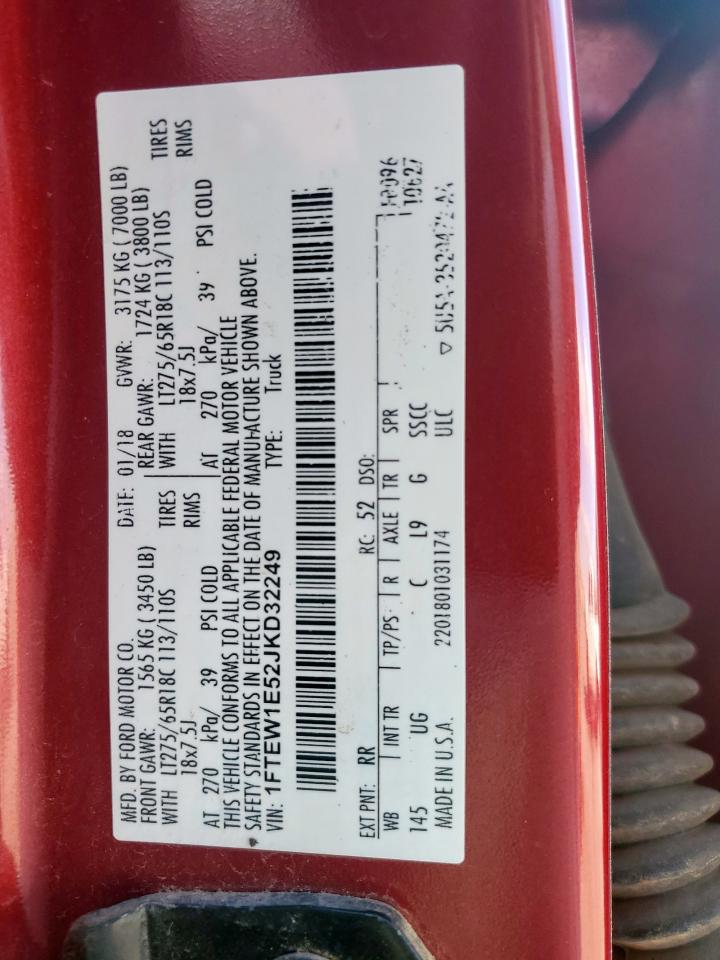 MFD. BY FORD MOTOR CO. DATE: 01/18 GVWR: 3175 KG ( 7000 LB)
FRONT GAWR: 1565 KG ( 3450 LB) REAR GAWR: 1724 KG ( 3800 LB)
WITH LT275/65R18C 113/110S TIRES WITH LT275/65R18C 113/110S TIRES
18x7.5J RIMS 18x7.5J RIMS
AT 270 kPa/ 39 PSI COLD AT 270 kPa/ 39 PSI COLD
THIS VEHICLE CONFORMS TO ALL APPLICABLE FEDERAL MOTOR VEHICLE
SAFETY STANDARDS IN EFFECT ON THE DATE OF MANUFACTURE SHOWN ABOVE.
VIN: 1FTEW1E52JKD32249 TYPE: Truck
EXT PNT: RR RC: 52 DSO:
WB INT TR TP/PS R AXLE TR SPR
145 UG C L9 G SSCC
MADE IN U.S.A. 2201801031174 ULC